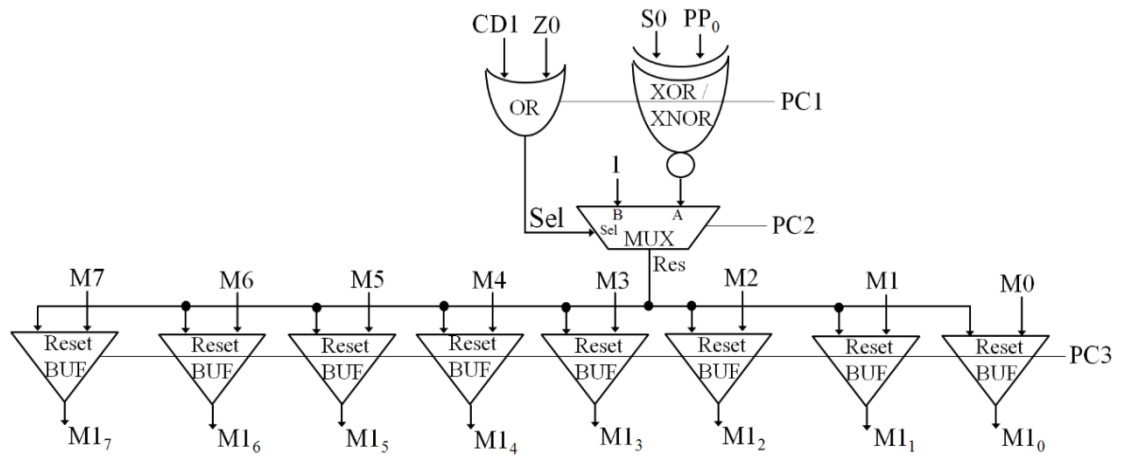 CD1 Z0 S0 PP₀
OR
XOR /
XNOR
PC1
1
Sel
B A
Sel
MUX
PC2
Res
M7 M6 M5 M4 M3 M2 M1 M0
Reset Reset Reset Reset Reset Reset Reset Reset
BUF BUF BUF BUF BUF BUF BUF BUF
PC3
M1₇ M1₆ M1₅ M1₄ M1₃ M1₂ M1₁ M1₀